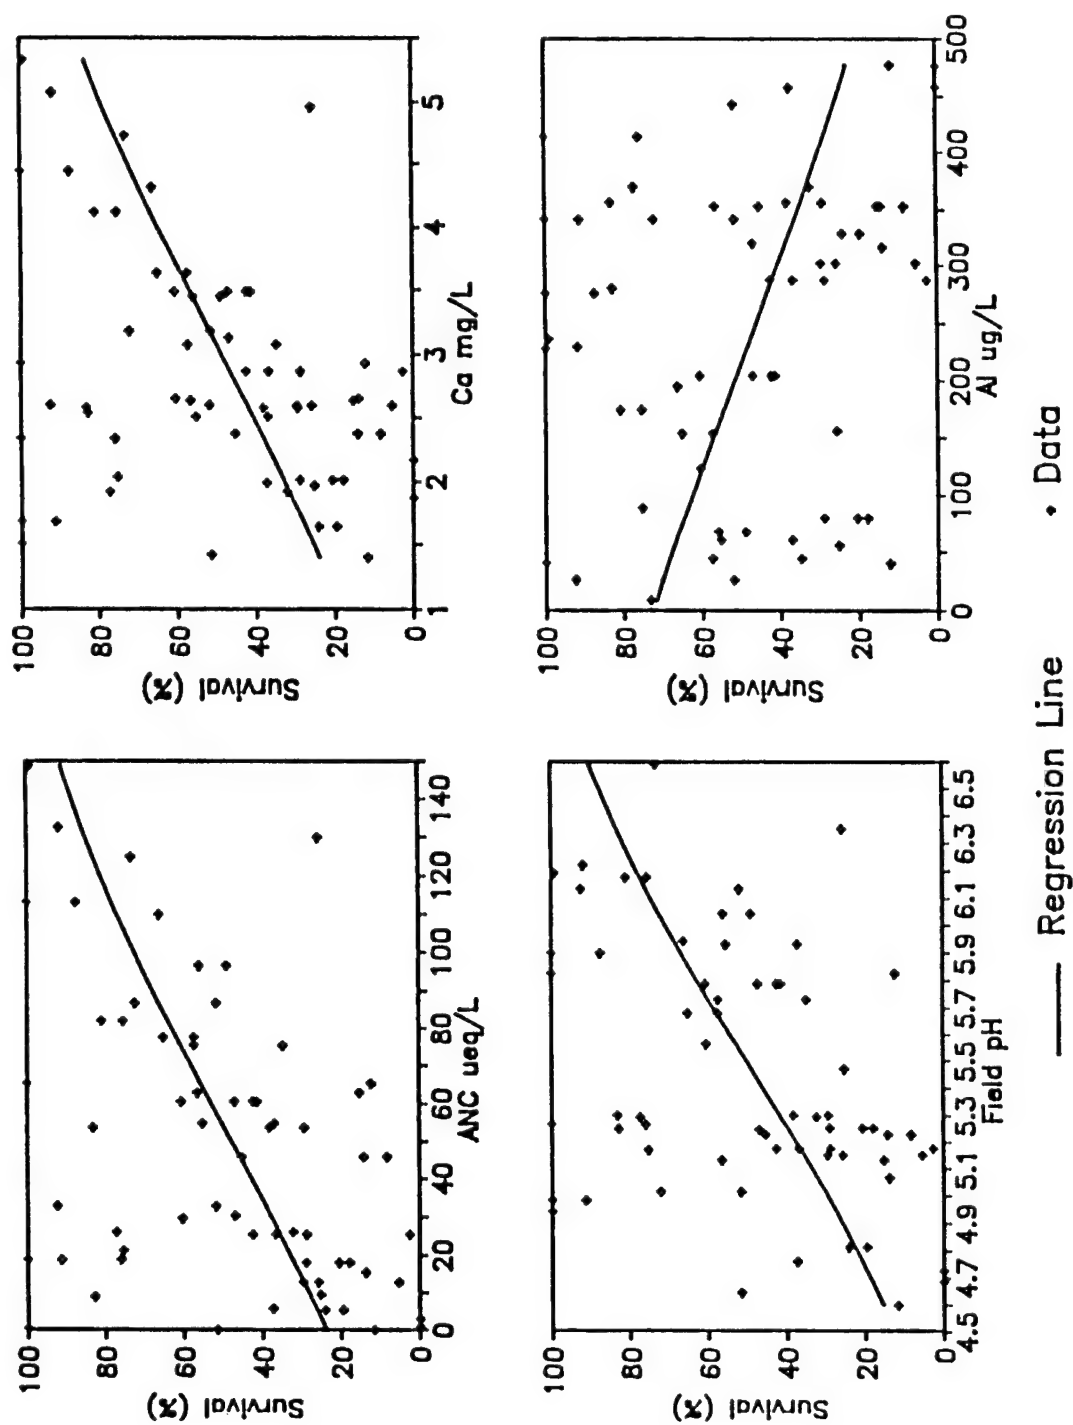 100
80
60
40
20
0
Survival (%)
0 20 40 60 80 100 120 140
ANC ueq/L
100
80
60
40
20
0
Survival (%)
1 2 3 4 5
Ca mg/L
100
80
60
40
20
0
Survival (%)
4.5 4.7 4.9 5.1 5.3 5.5 5.7 5.9 6.1 6.3 6.5
Field pH
100
80
60
40
20
0
Survival (%)
0 100 200 300 400 500
Al ug/L
Regression Line
Data